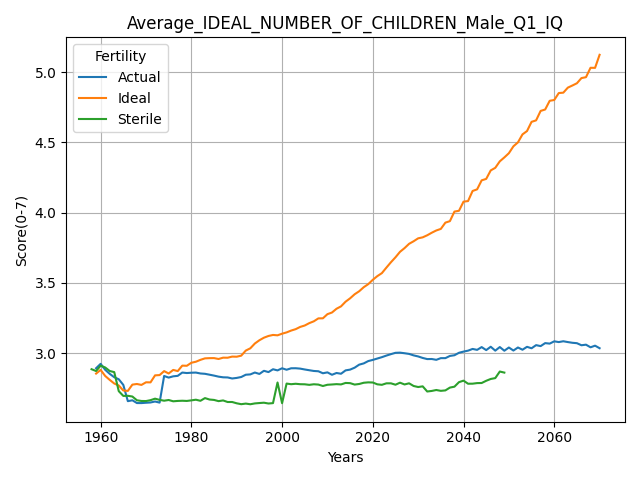 Average_IDEAL_NUMBER_OF_CHILDREN_Male_Q1_IQ
Fertility
Actual
Ideal
Sterile
5.0
4.5
4.0
3.5
3.0
Score(0-7)
1960 1980 2000 2020 2040 2060
Years